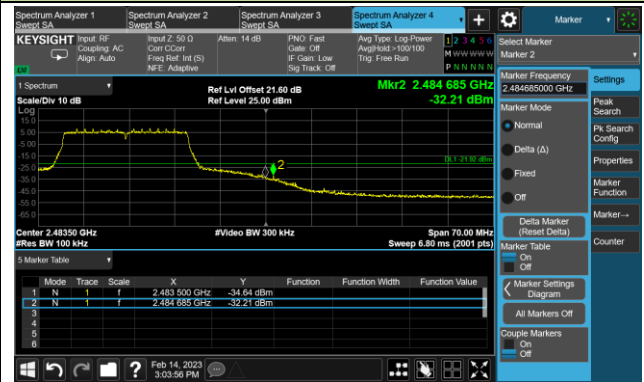 Spectrum Analyzer 1
Swept SA
Spectrum Analyzer 2
Swept SA
Spectrum Analyzer 3
Swept SA
Spectrum Analyzer 4
Swept SA
Marker
KEYSIGHT
Input: RF
Coupling: AC
Align: Auto
Input Z: 50 Ω
Corr CCorr
Freq Ref: Int (S)
NFE: Adaptive
Atten: 14 dB
PNO: Fast
Gate: Off
IF Gain: Low
Sig Track: Off
Avg Type: Log-Power
Avg|Hold:>100/100
Trig: Free Run
1 2 3 4 5 6
M W W W W W
P N N N N N
Select Marker
Marker 2
1 Spectrum
Scale/Div 10 dB
Log
Ref Lvl Offset 21.60 dB
Ref Level 25.00 dBm
Mkr2 2.484 685 GHz
-32.21 dBm
15.0
5.00
-5.00
-15.0
-25.0
-35.0
-45.0
-55.0
-65.0
DL1 -21.92 dBm
2
Center 2.48350 GHz
#Res BW 100 kHz
#Video BW 300 kHz
Span 70.00 MHz
Sweep 6.80 ms (2001 pts)
5 Marker Table
Mode Trace Scale X Y Function Function Width Function Value
1 N 1 f 2.483 500 GHz -34.64 dBm
2 N 1 f 2.484 685 GHz -32.21 dBm
3
4
5
6
Marker Frequency
2.484685000 GHz
Marker Mode
Normal
Delta (Δ)
Fixed
Off
Delta Marker
(Reset Delta)
Marker Table
On
Off
Marker Settings
Diagram
All Markers Off
Couple Markers
On
Off
Settings
Peak
Search
Pk Search
Config
Properties
Marker
Function
Marker→
Counter
Feb 14, 2023
3:03:56 PM